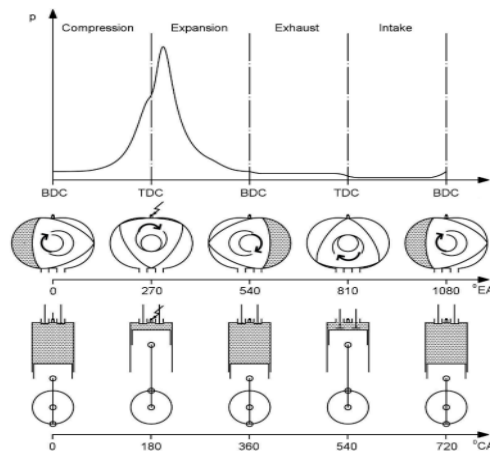 p
Compression Expansion Exhaust Intake
BDC TDC BDC TDC BDC
0 270 540 810 1080 °EA
0 180 360 540 720 °CA